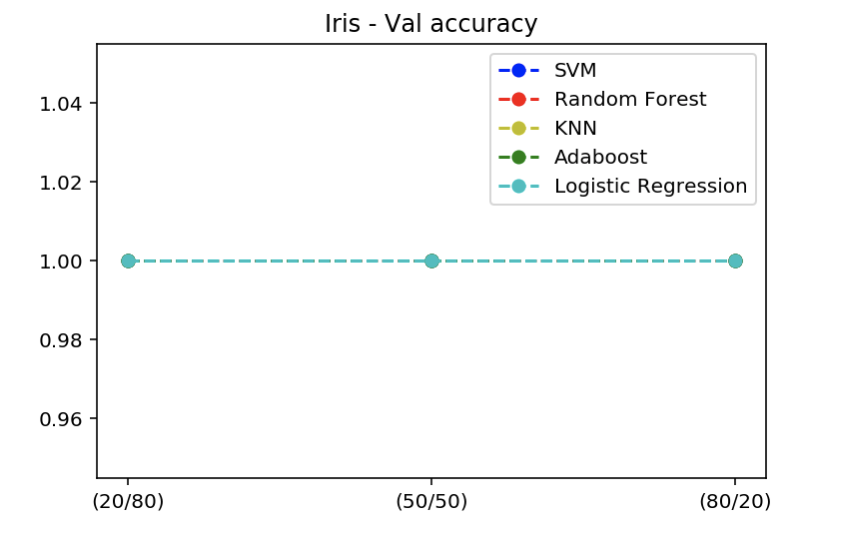 Iris - Val accuracy
SVM
Random Forest
KNN
Adaboost
Logistic Regression
1.04
1.02
1.00
0.98
0.96
(20/80)
(50/50)
(80/20)